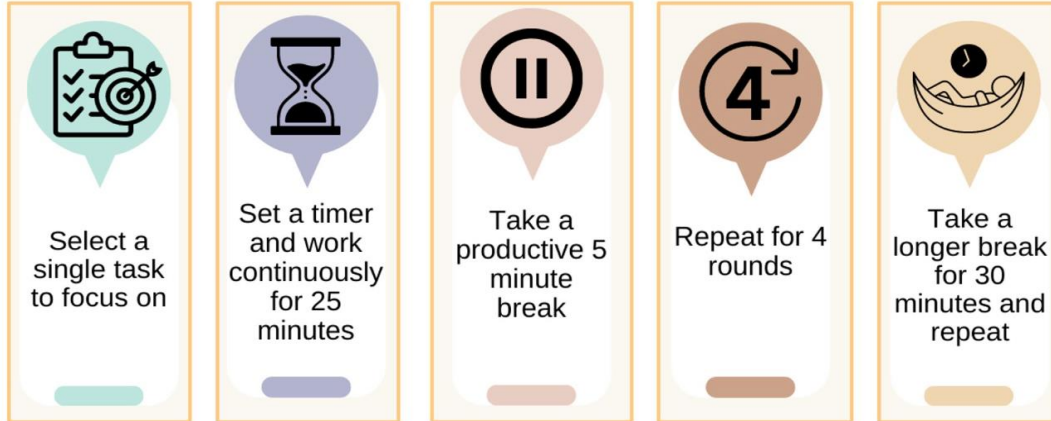 Select a
single task
to focus on
Set a timer
and work
continuously
for 25
minutes
Take a
productive 5
minute
break
4
Repeat for 4
rounds
Take a
longer break
for 30
minutes and
repeat